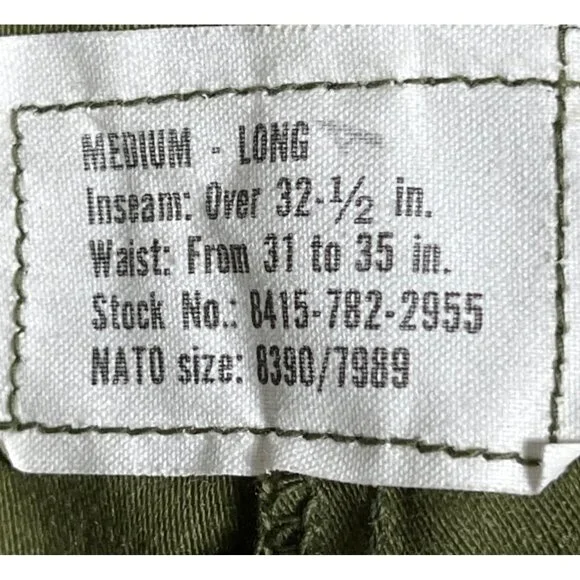 MEDIUM - LONG
Inseam: Over 32-1/2 in.
Waist: From 31 to 35 in.
Stock No.: 8415-782-2955
NATO size: 8390/7989